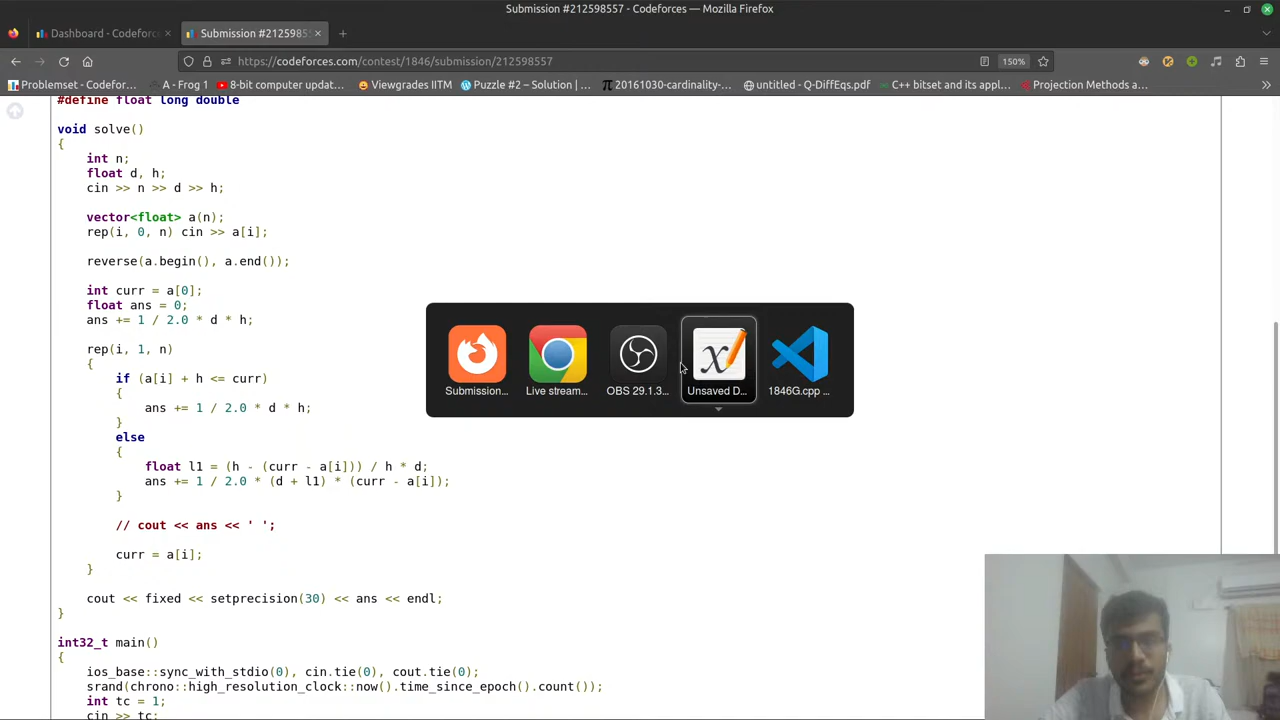 Submission #212598557 - Codeforces — Mozilla Firefox
Dashboard - Codeforc
Submission #2125985
https://codeforces.com/contest/1846/submission/212598557
150%
Problemset - Codefor...
A - Frog 1
8-bit computer updat...
Viewgrades IITM
Puzzle #2 – Solution | ...
20161030-cardinality-...
untitled - Q-DiffEqs.pdf
C++ bitset and its appl...
Projection Methods a...
#define float long double
void solve()
{
int n;
float d, h;
cin >> n >> d >> h;
vector<float> a(n);
rep(i, 0, n) cin >> a[i];
reverse(a.begin(), a.end());
int curr = a[0];
float ans = 0;
ans += 1 / 2.0 * d * h;
rep(i, 1, n)
{
if (a[i] + h <= curr)
{
ans += 1 / 2.0 * d * h;
}
else
{
float l1 = (h - (curr - a[i])) / h * d;
ans += 1 / 2.0 * (d + l1) * (curr - a[i]);
}
// cout << ans << ' ';
curr = a[i];
}
cout << fixed << setprecision(30) << ans << endl;
}
int32_t main()
{
ios_base::sync_with_stdio(0), cin.tie(0), cout.tie(0);
srand(chrono::high_resolution_clock::now().time_since_epoch().count());
int tc = 1;
cin >> tc;
Submission...
Live stream...
OBS 29.1.3...
Unsaved D...
1846G.cpp ...